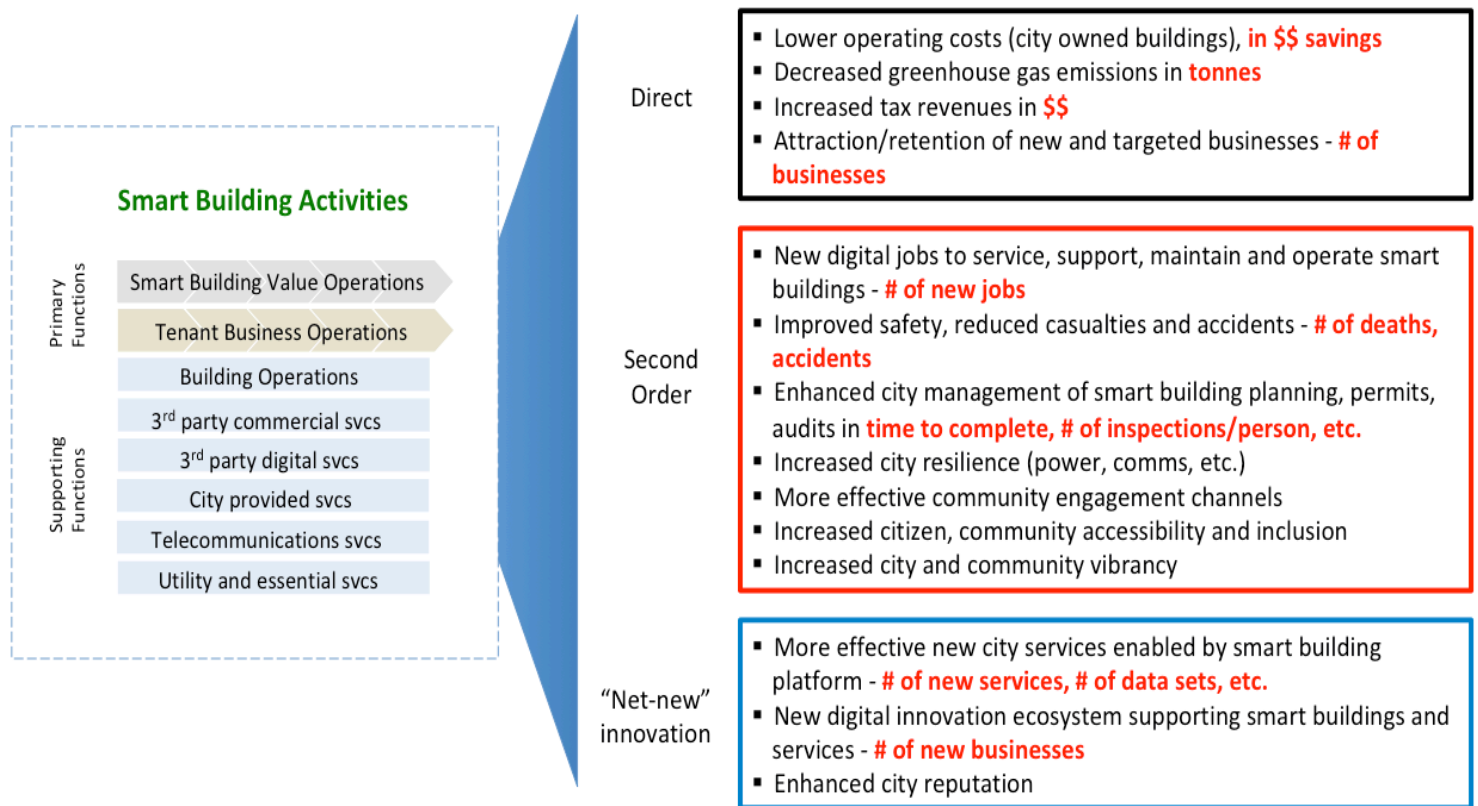 Smart Building Activities
Primary
Functions
Smart Building Value Operations
Tenant Business Operations
Supporting
Functions
Building Operations
3rd party commercial svcs
3rd party digital svcs
City provided svcs
Telecommunications svcs
Utility and essential svcs
Direct
▪ Lower operating costs (city owned buildings), in $$ savings
▪ Decreased greenhouse gas emissions in tonnes
▪ Increased tax revenues in $$
▪ Attraction/retention of new and targeted businesses - # of
businesses
Second
Order
▪ New digital jobs to service, support, maintain and operate smart
buildings - # of new jobs
▪ Improved safety, reduced casualties and accidents - # of deaths,
accidents
▪ Enhanced city management of smart building planning, permits,
audits in time to complete, # of inspections/person, etc.
▪ Increased city resilience (power, comms, etc.)
▪ More effective community engagement channels
▪ Increased citizen, community accessibility and inclusion
▪ Increased city and community vibrancy
“Net-new”
innovation
▪ More effective new city services enabled by smart building
platform - # of new services, # of data sets, etc.
▪ New digital innovation ecosystem supporting smart buildings and
services - # of new businesses
▪ Enhanced city reputation